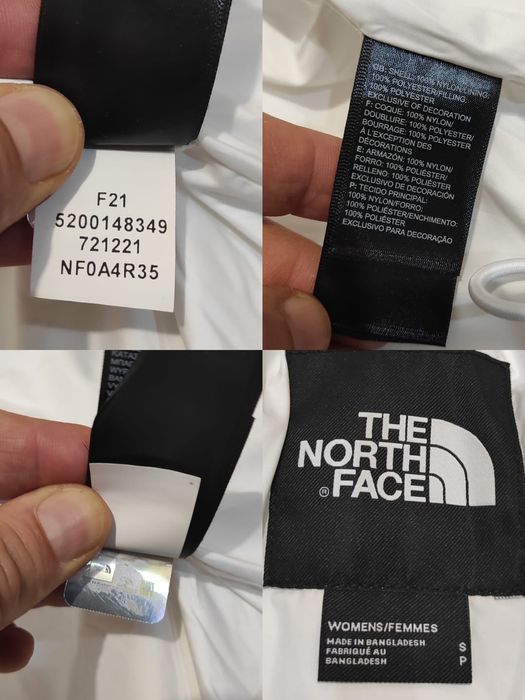 F21
5200148349
721221
NF0A4R35
GB: SHELL: 100% NYLON/LINING:
100% POLYESTER/FILLING:
100% POLYESTER
EXCLUSIVE OF DECORATION
F: COQUE: 100% NYLON/
DOUBLURE: 100% POLYESTER/
BOURRAGE: 100% POLYESTER
À L'EXCEPTION DES
DÉCORATIONS
E: ARMAZÓN: 100% NYLON/
FORRO: 100% POLIÉSTER/
RELLENO: 100% POLIÉSTER
EXCLUSIVO DE DECORACIÓN
P: TECIDO PRINCIPAL:
100% NYLON/FORRO:
100% POLIÉSTER/ENCHIMENTO:
100% POLIÉSTER
EXCLUSIVO PARA DECORAÇÃO
THE
NORTH
® FACE
WOMENS/FEMMES
MADE IN BANGLADESH S
FABRIQUÉ AU
BANGLADESH P